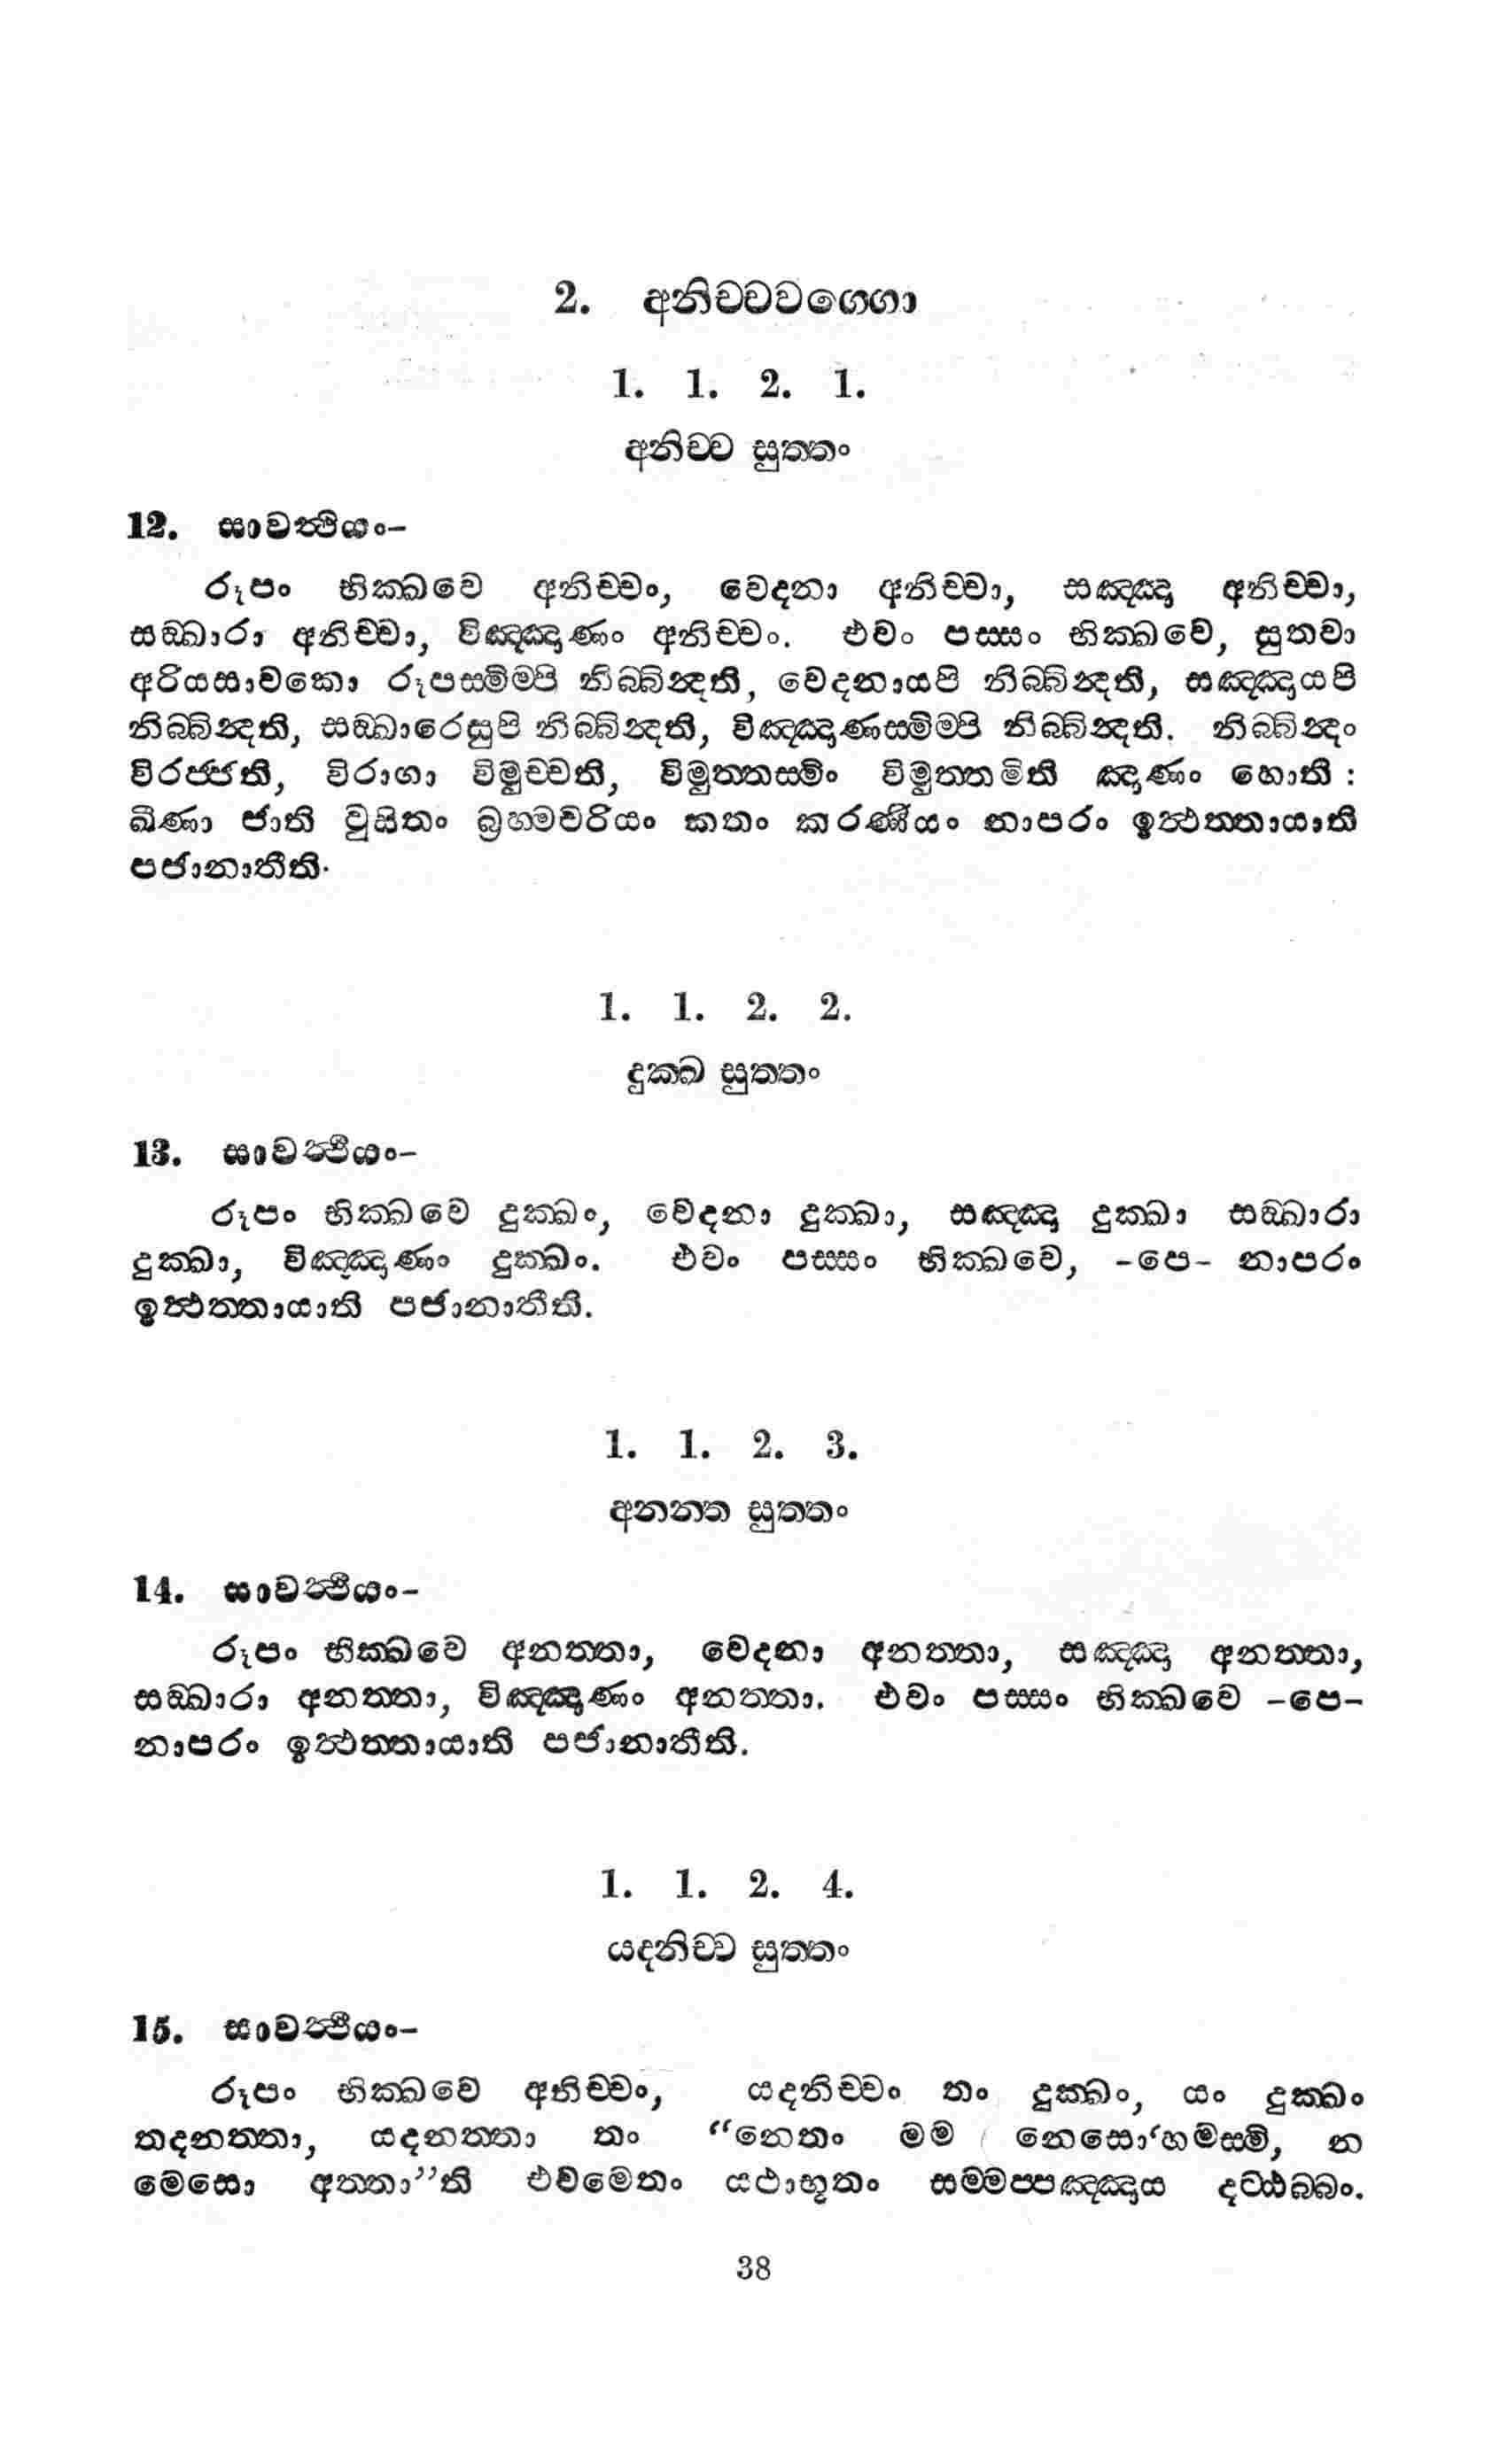 2. අනිච්චවග්ගො
1. 1. 2. 1.
අනිච්ච සුත්තං
12. සාවත්ථියං-
රූපං භික්ඛවෙ අනිච්චං, වෙදනා අනිච්චා, සඤ්ඤා අනිච්චා,
සඞ්ඛාරා අනිච්චා, විඤ්ඤාණං අනිච්චං. එවං පස්සං භික්ඛවෙ, සුතවා
අරියසාවකො රූපස්මිම්පි නිබ්බින්දති, වෙදනායපි නිබ්බින්දති, සඤ්ඤායපි
නිබ්බින්දති, සඞ්ඛාරෙසුපි නිබ්බින්දති, විඤ්ඤාණස්මිම්පි නිබ්බින්දති. නිබ්බින්දං
විරජ්ජති, විරාගා විමුච්චති, විමුත්තස්මිං විමුත්තමිති ඤාණං හොති :
ඛීණා ජාති වූසිතං බ්‍රහ්මචරියං කතං කරණීයං නාපරං ඉත්ථත්තායාති
පජානාතීති.
1. 1. 2. 2.
දුක්ඛ සුත්තං
13. සාවත්ථියං-
රූපං භික්ඛවෙ දුක්ඛං, වෙදනා දුක්ඛා, සඤ්ඤා දුක්ඛා සඞ්ඛාරා
දුක්ඛා, විඤ්ඤාණං දුක්ඛං. එවං පස්සං භික්ඛවෙ, -පෙ- නාපරං
ඉත්ථත්තායාති පජානාතීති.
1. 1. 2. 3.
අනන්ත සුත්තං
14. සාවත්ථියං-
රූපං භික්ඛවෙ අනත්තා, වෙදනා අනත්තා, සඤ්ඤා අනත්තා,
සඞ්ඛාරා අනත්තා, විඤ්ඤාණං අනත්තා. එවං පස්සං භික්ඛවෙ -පෙ-
නාපරං ඉත්ථත්තායාති පජානාතීති.
1. 1. 2. 4.
යදනිච්ච සුත්තං
15. සාවත්ථියං-
රූපං භික්ඛවෙ අනිච්චං, යදනිච්චං තං දුක්ඛං, යං දුක්ඛං
තදනත්තා, යදනත්තා තං “නෙතං මම නෙසො‘හමස්මි, න
මෙසො අත්තා”ති එවමෙතං යථාභූතං සම්මප්පඤ්ඤාය දට්ඨබ්බං.
38